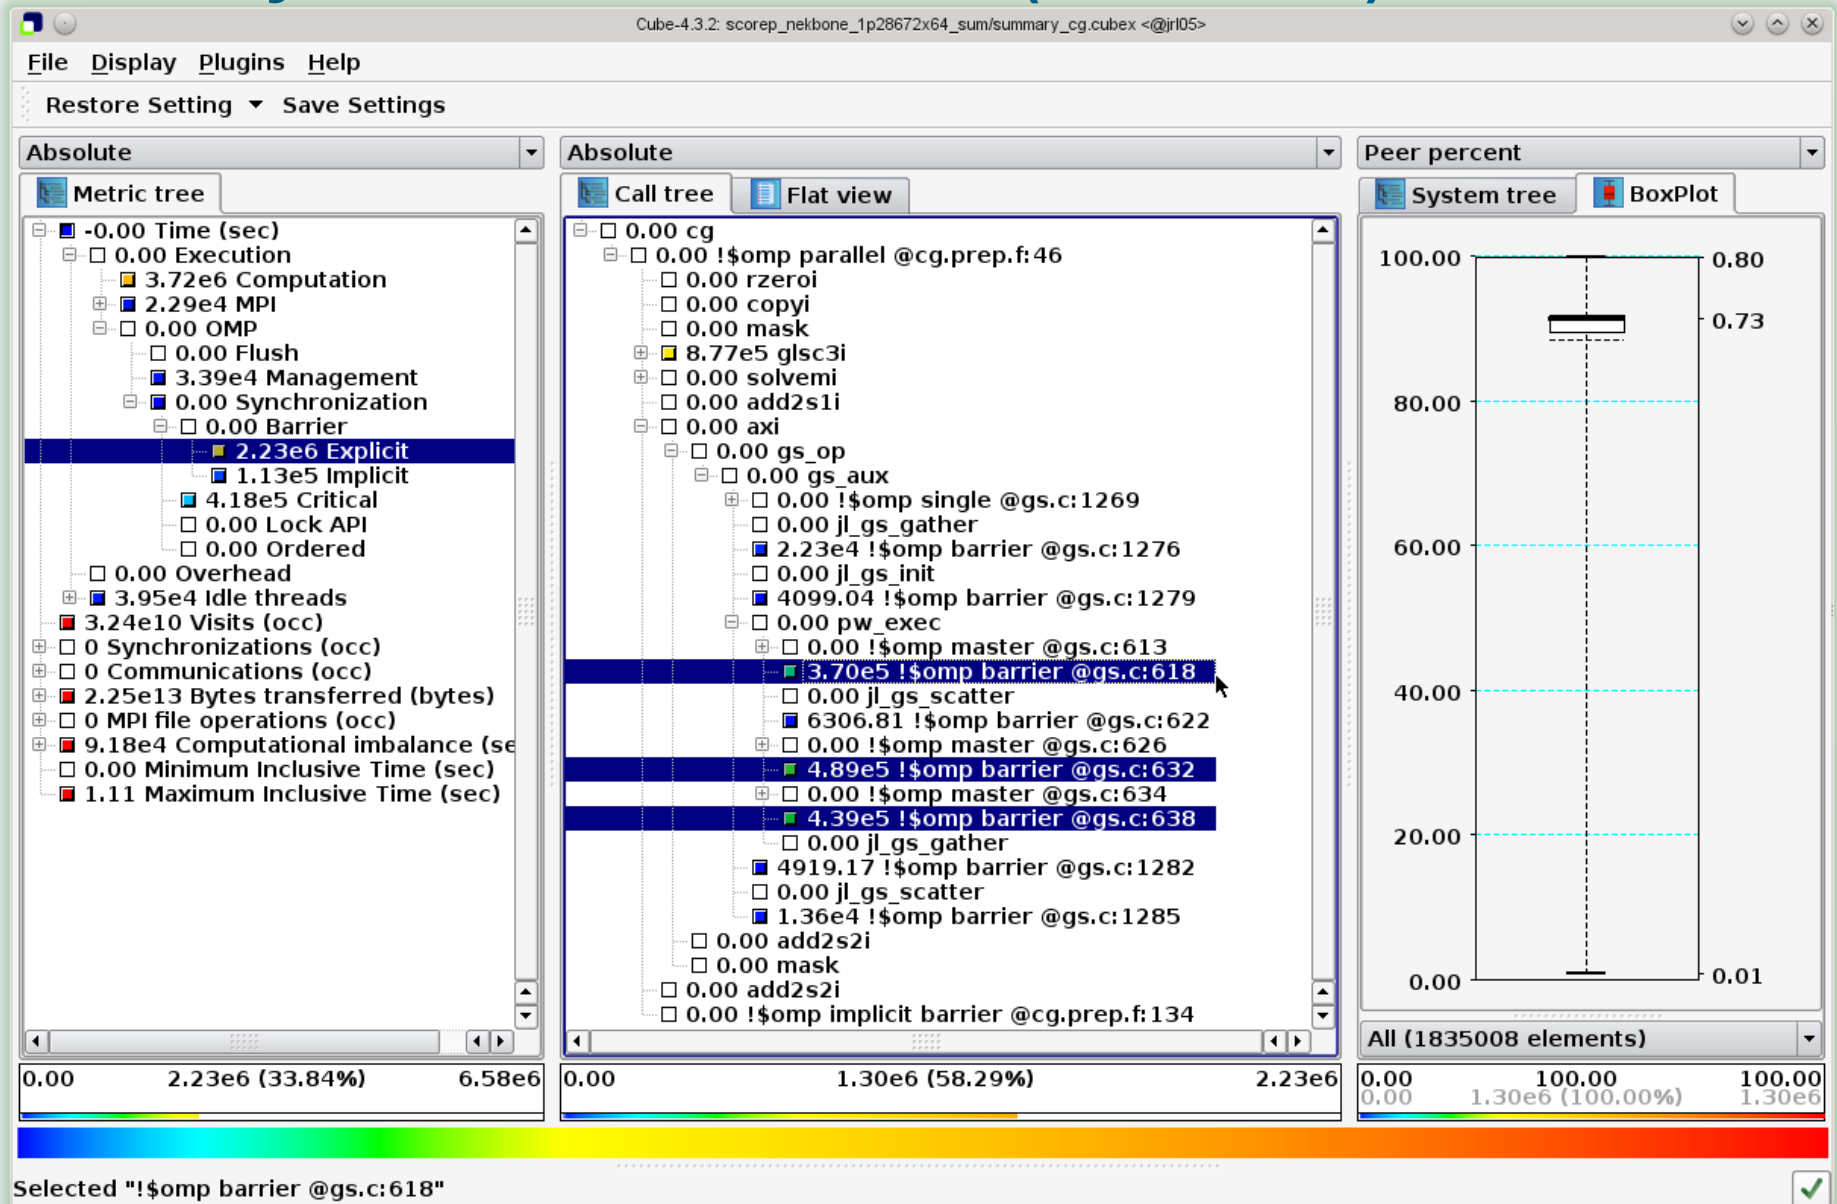 Cube-4.3.2: scorep_nekbone_1p28672x64_sum/summary_cg.cubex <@jrl05>
File Display Plugins Help
Restore Setting Save Settings
Absolute
Metric tree
-0.00 Time (sec)
0.00 Execution
3.72e6 Computation
2.29e4 MPI
0.00 OMP
0.00 Flush
3.39e4 Management
0.00 Synchronization
0.00 Barrier
2.23e6 Explicit
1.13e5 Implicit
4.18e5 Critical
0.00 Lock API
0.00 Ordered
0.00 Overhead
3.95e4 Idle threads
3.24e10 Visits (occ)
0 Synchronizations (occ)
0 Communications (occ)
2.25e13 Bytes transferred (bytes)
0 MPI file operations (occ)
9.18e4 Computational imbalance (se
0.00 Minimum Inclusive Time (sec)
1.11 Maximum Inclusive Time (sec)
0.00 2.23e6 (33.84%) 6.58e6
Absolute
Call tree Flat view
0.00 cg
0.00 !$omp parallel @cg.prep.f:46
0.00 rzeroi
0.00 copyi
0.00 mask
8.77e5 glsc3i
0.00 solvemi
0.00 add2s1i
0.00 axi
0.00 gs_op
0.00 gs_aux
0.00 !$omp single @gs.c:1269
0.00 jl_gs_gather
2.23e4 !$omp barrier @gs.c:1276
0.00 jl_gs_init
4099.04 !$omp barrier @gs.c:1279
0.00 pw_exec
0.00 !$omp master @gs.c:613
3.70e5 !$omp barrier @gs.c:618
0.00 jl_gs_scatter
6306.81 !$omp barrier @gs.c:622
0.00 !$omp master @gs.c:626
4.89e5 !$omp barrier @gs.c:632
0.00 !$omp master @gs.c:634
4.39e5 !$omp barrier @gs.c:638
0.00 jl_gs_gather
4919.17 !$omp barrier @gs.c:1282
0.00 jl_gs_scatter
1.36e4 !$omp barrier @gs.c:1285
0.00 add2s2i
0.00 mask
0.00 add2s2i
0.00 !$omp implicit barrier @cg.prep.f:134
0.00 1.30e6 (58.29%) 2.23e6
Peer percent
System tree BoxPlot
100.00 0.80
0.73
80.00
60.00
40.00
20.00
0.00 0.01
All (1835008 elements)
0.00 100.00 100.00
0.00 1.30e6 (100.00%) 1.30e6
Selected "!$omp barrier @gs.c:618"